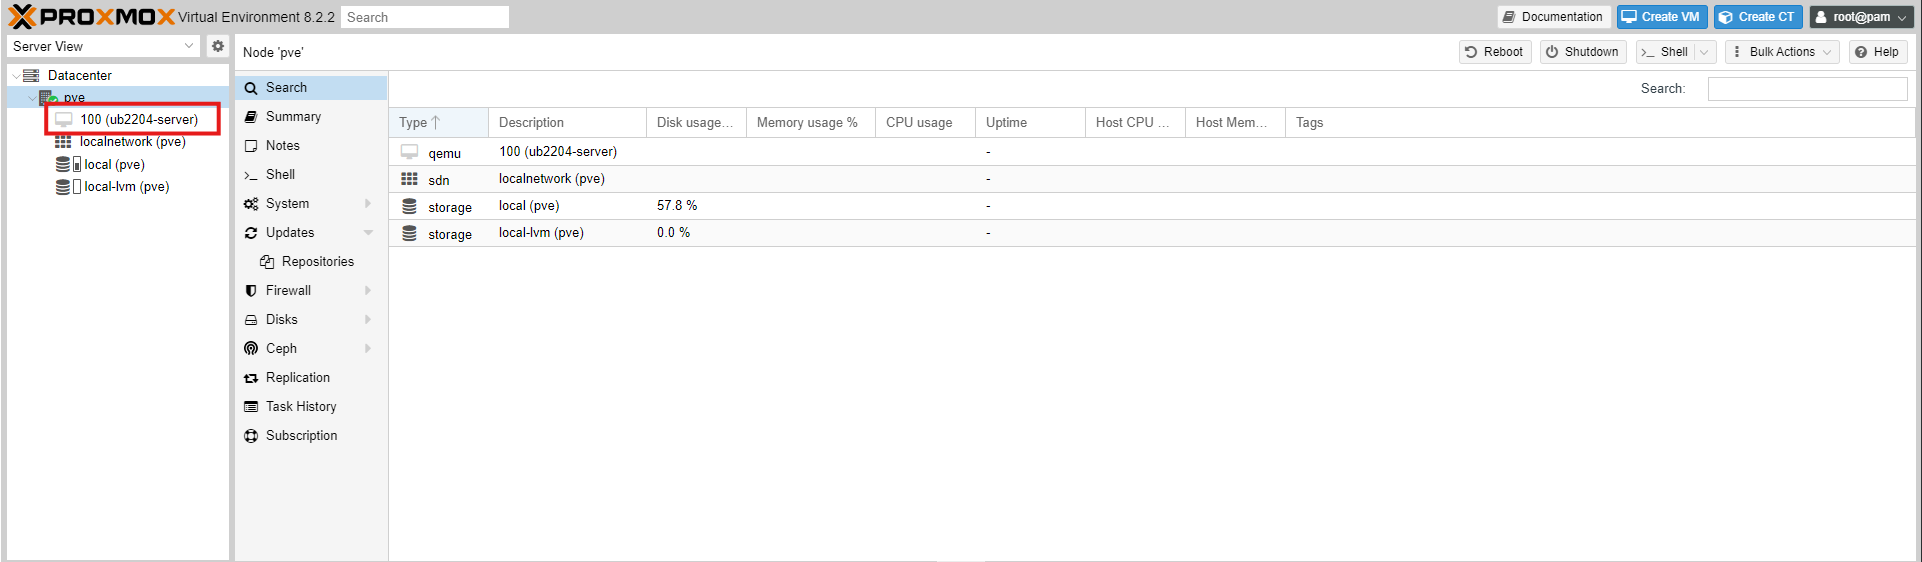 PROXMOX Virtual Environment 8.2.2 Search Documentation Create VM Create CT root@pam
Server View
Node 'pve' Reboot Shutdown >_ Shell Bulk Actions Help
Datacenter
pve
100 (ub2204-server)
localnetwork (pve)
local (pve)
local-lvm (pve)
Search
Summary
Notes
>_ Shell
System
Updates
Repositories
Firewall
Disks
Ceph
Replication
Task History
Subscription
Search:
Type Description Disk usage... Memory usage % CPU usage Uptime Host CPU ... Host Mem... Tags
qemu 100 (ub2204-server) -
sdn localnetwork (pve) -
storage local (pve) 57.8 % -
storage local-lvm (pve) 0.0 % -